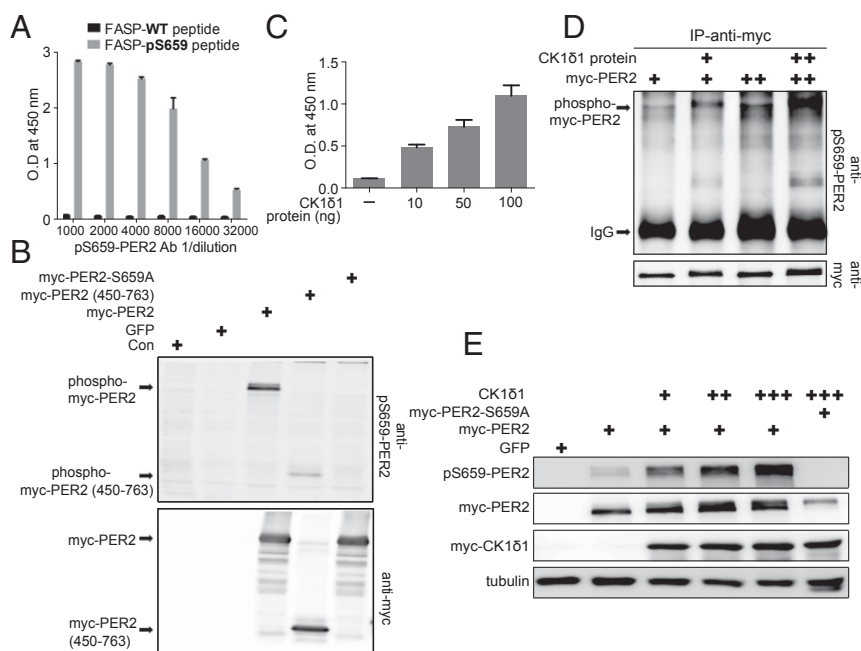 A
FASP-WT peptide
FASP-pS659 peptide
O.D at 450 nm
3
2
1
0
1000 2000 4000 8000 16000 32000
pS659-PER2 Ab 1/dilution
C
O.D at 450 nm
1.5
1.0
0.5
0.0
CK1δ1 protein (ng)
– 10 50 100
D
IP-anti-myc
CK1δ1 protein + ++
myc-PER2 + + ++ ++
phospho-
myc-PER2
IgG
anti-
pS659-PER2
anti-
myc
B
myc-PER2-S659A +
myc-PER2 (450-763) +
myc-PER2 +
GFP +
Con +
phospho-
myc-PER2
phospho-
myc-PER2 (450-763)
anti-
pS659-PER2
myc-PER2
myc-PER2
(450-763)
anti-myc
E
CK1δ1 + ++ +++ +++
myc-PER2-S659A +
myc-PER2 + + + +
GFP +
pS659-PER2
myc-PER2
myc-CK1δ1
tubulin